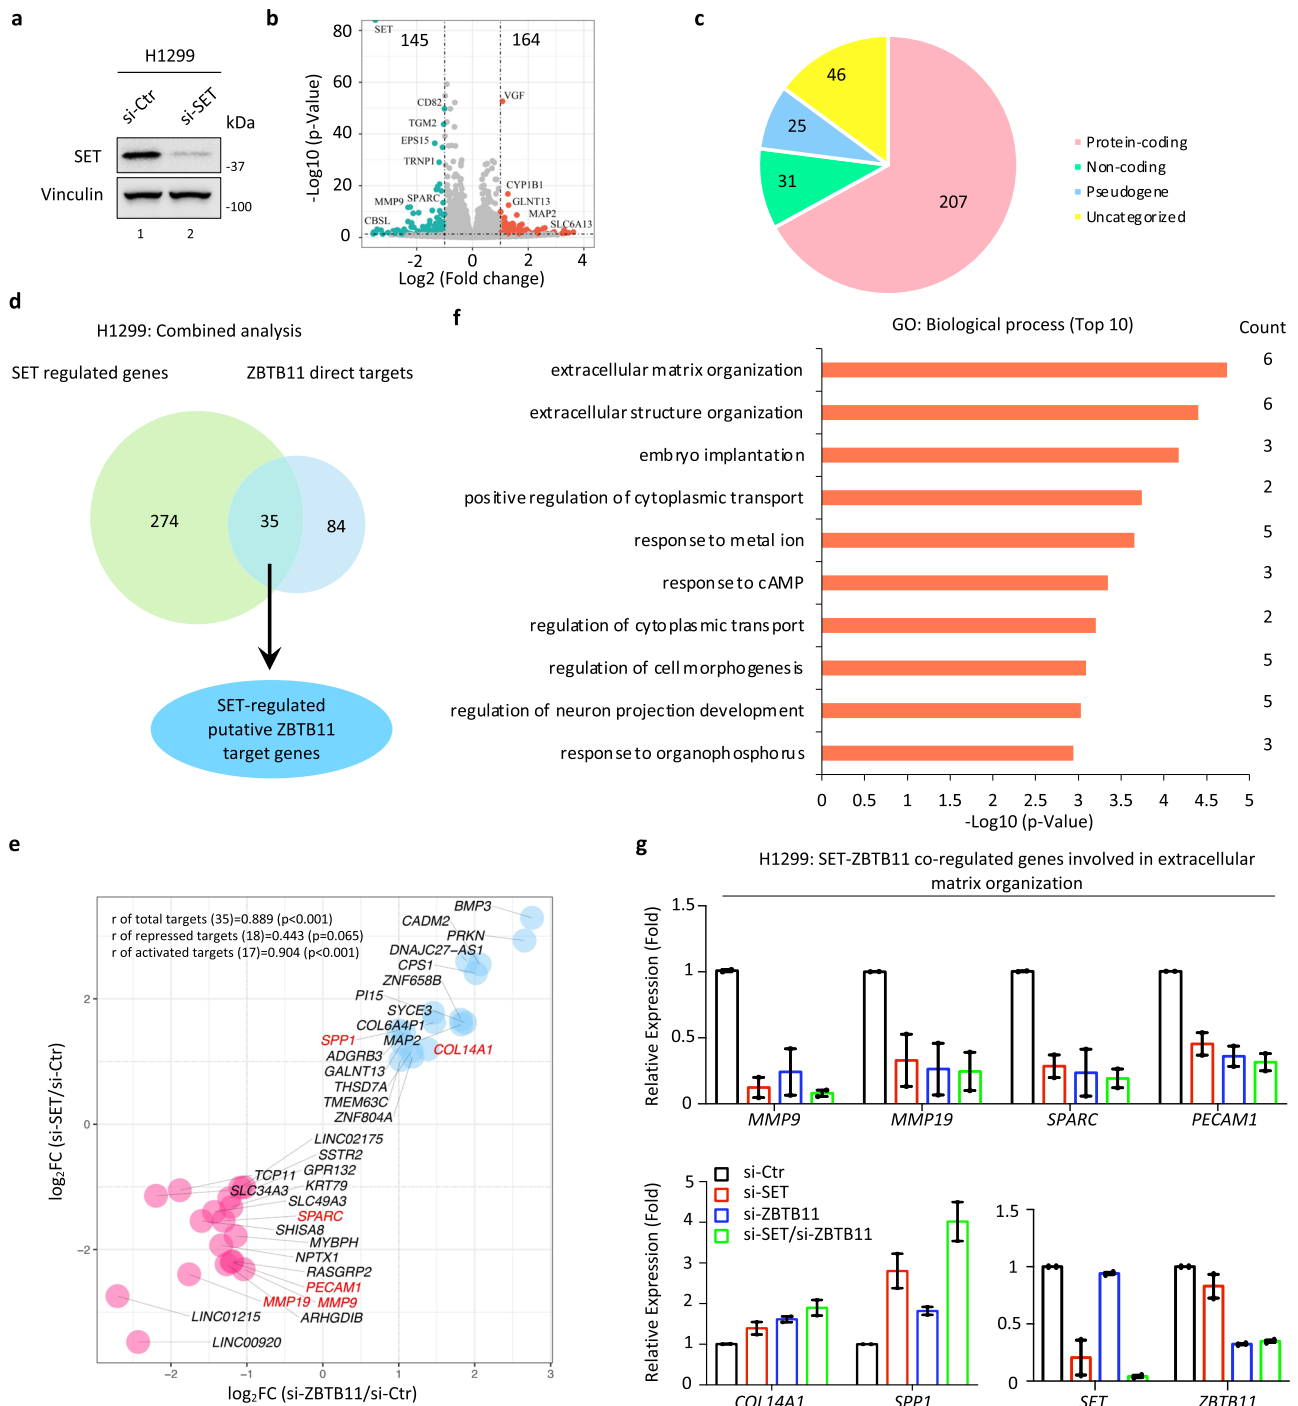 a
H1299
si-Ctr
si-SET
kDa
SET
-37
Vinculin
-100
1
2
b
80
60
40
20
0
-Log10 (p-Value)
SET
145
164
VGF
CD82
TGM2
EPS15
TRNP1
MMP9
SPARC
CBSL
CYP1B1
GLNT13
MAP2
SLC6A13
-2
0
2
4
Log2 (Fold change)
c
46
25
31
207
Protein-coding
Non-coding
Pseudogene
Uncategorized
d
H1299: Combined analysis
SET regulated genes
ZBTB11 direct targets
274
35
84
SET-regulated
putative ZBTB11
target genes
f
GO: Biological process (Top 10)
Count
extracellular matrix organization
6
extracellular structure organization
6
embryo implantation
3
positive regulation of cytoplasmic transport
2
response to metal ion
5
response to cAMP
3
regulation of cytoplasmic transport
2
regulation of cell morphogenesis
5
regulation of neuron projection development
5
response to organophosphorus
3
0
0.5
1
1.5
2
2.5
3
3.5
4
4.5
5
-Log10 (p-Value)
e
r of total targets (35)=0.889 (p<0.001)
r of repressed targets (18)=0.443 (p=0.065)
r of activated targets (17)=0.904 (p<0.001)
BMP3
CADM2
PRKN
DNAJC27-AS1
CPS1
ZNF658B
PI15
SYCE3
COL6A4P1
SPP1
MAP2
COL14A1
ADGRB3
GALNT13
THSD7A
TMEM63C
ZNF804A
LINC02175
SSTR2
TCP11
GPR132
SLC34A3
KRT79
SLC49A3
SPARC
SHISA8
MYBPH
NPTX1
RASGRP2
PECAM1
MMP19
MMP9
LINC01215
ARHGDIB
LINC00920
2
0
−2
log2FC (si-SET/si-Ctr)
−2
−1
0
1
2
3
log2FC (si-ZBTB11/si-Ctr)
g
H1299: SET-ZBTB11 co-regulated genes involved in extracellular
matrix organization
1.5
1
0.5
0
Relative Expression (Fold)
MMP9
MMP19
SPARC
PECAM1
si-Ctr
si-SET
si-ZBTB11
si-SET/si-ZBTB11
5
4
3
2
1
0
Relative Expression (Fold)
COL14A1
SPP1
1.5
1
0.5
0
SET
ZBTB11